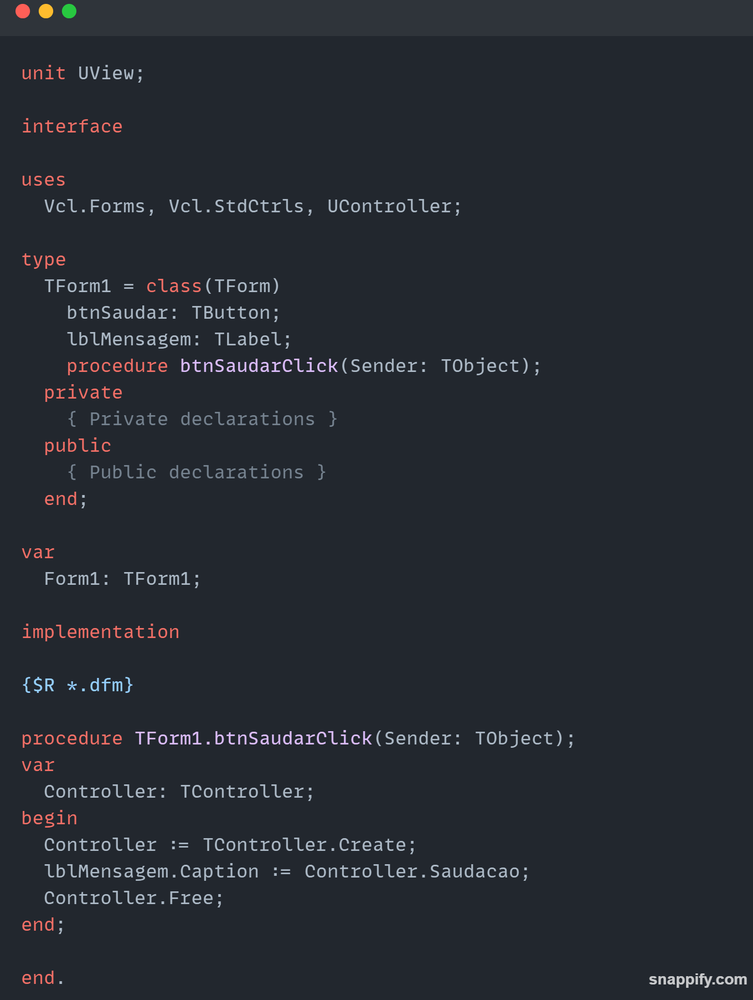 unit UView;
interface
uses
  Vcl.Forms, Vcl.StdCtrls, UController;
type
  TForm1 = class(TForm)
    btnSaudar: TButton;
    lblMensagem: TLabel;
    procedure btnSaudarClick(Sender: TObject);
  private
    { Private declarations }
  public
    { Public declarations }
  end;
var
  Form1: TForm1;
implementation
{$R *.dfm}
procedure TForm1.btnSaudarClick(Sender: TObject);
var
  Controller: TController;
begin
  Controller := TController.Create;
  lblMensagem.Caption := Controller.Saudacao;
  Controller.Free;
end;
end.
snappify.com